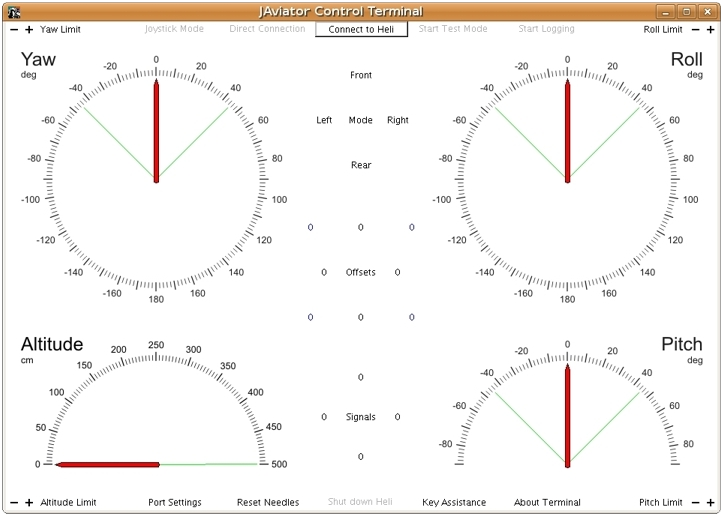 JAviator Control Terminal
− + Yaw Limit Joystick Mode Direct Connection Connect to Heli Start Test Mode Start Logging Roll Limit − +
Yaw
deg
-40 -20 0 20 40
-60 60
-80 80
-100 100
-120 120
-140 140
-160 180 160
Front
Left Mode Right
Rear
0 0 0
0 Offsets 0
0 0 0
Roll
deg
-40 -20 0 20 40
-60 60
-80 80
-100 100
-120 120
-140 140
-160 180 160
Altitude
cm
0 50 100 150 200 250 300 350 400 450 500
0
0 Signals 0
0
Pitch
deg
-80 -60 -40 -20 0 20 40 60 80
− + Altitude Limit Port Settings Reset Needles Shut down Heli Key Assistance About Terminal Pitch Limit − +